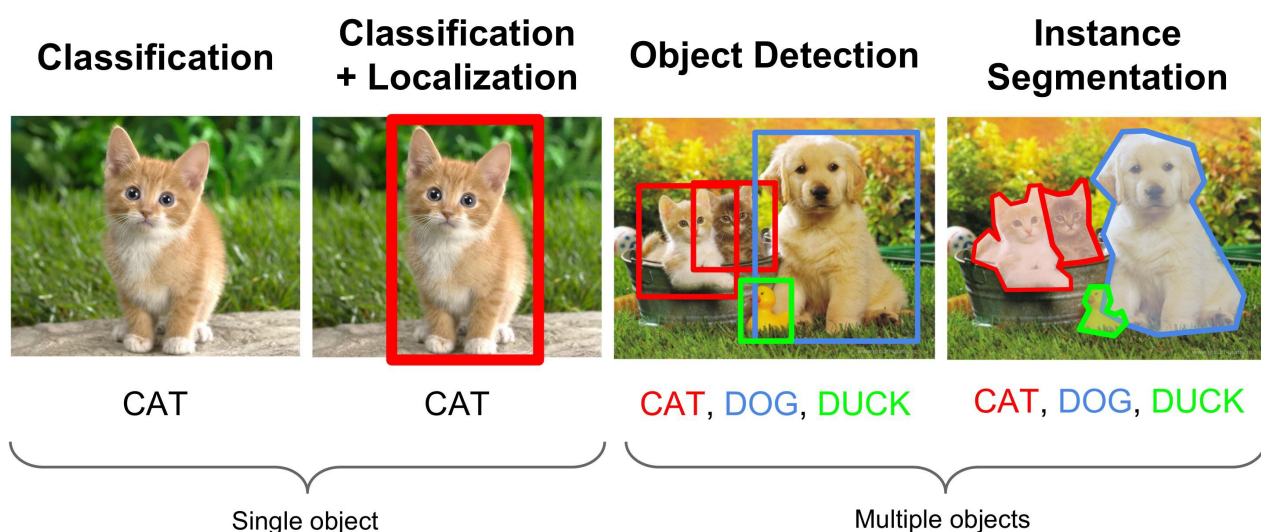 Classification
Classification
+ Localization
Object Detection
Instance
Segmentation
CAT
CAT
CAT, DOG, DUCK
CAT, DOG, DUCK
Single object
Multiple objects